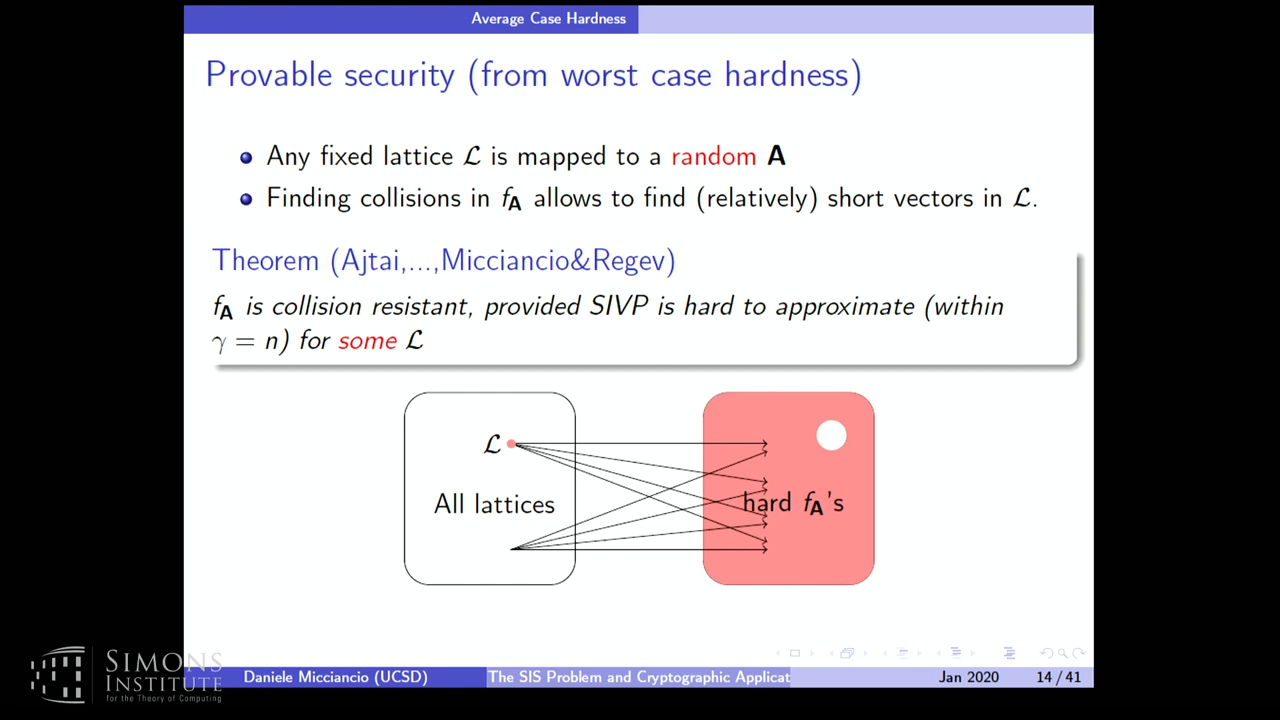 Average Case Hardness
Provable security (from worst case hardness)
Any fixed lattice ℒ is mapped to a random A
Finding collisions in f_A allows to find (relatively) short vectors in ℒ.
Theorem (Ajtai,...,Micciancio&Regev)
f_A is collision resistant, provided SIVP is hard to approximate (within
γ = n) for some ℒ
ℒ
All lattices
hard f_A's
SIMONS
INSTITUTE
for the Theory of Computing
Daniele Micciancio (UCSD)
The SIS Problem and Cryptographic Applicat
Jan 2020
14 / 41